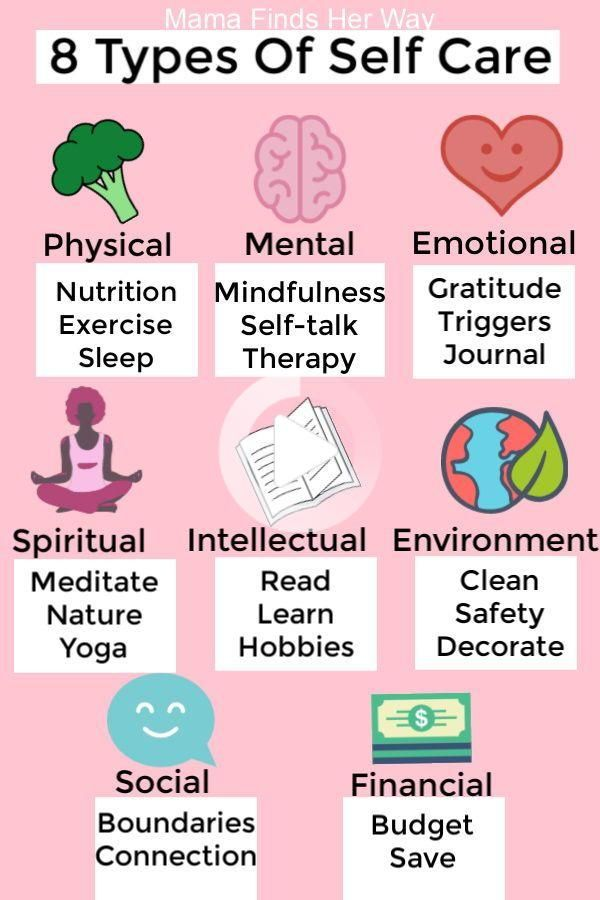 Mama Finds Her Way
8 Types Of Self Care
Physical
Nutrition
Exercise
Sleep
Mental
Mindfulness
Self-talk
Therapy
Emotional
Gratitude
Triggers
Journal
Spiritual
Meditate
Nature
Yoga
Intellectual
Read
Learn
Hobbies
Environment
Clean
Safety
Decorate
Social
Boundaries
Connection
Financial
$
Budget
Save